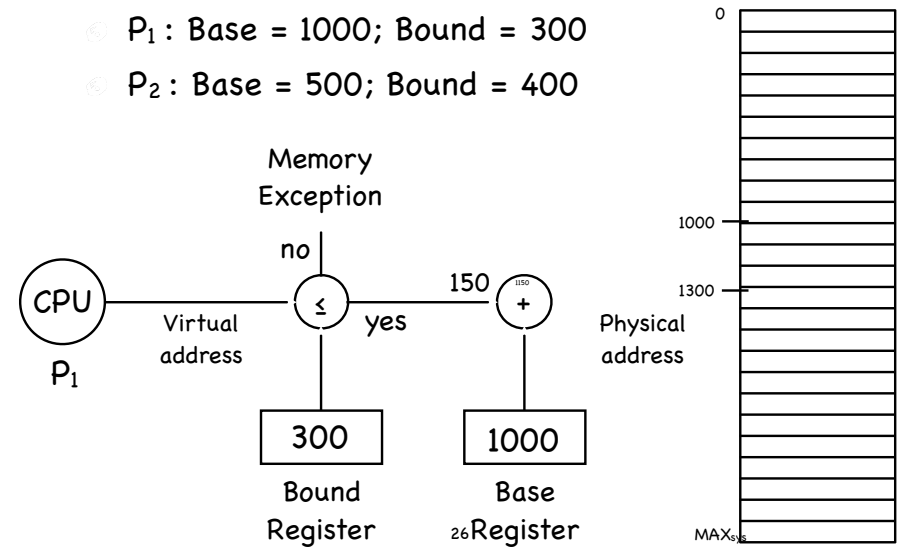 P₁ : Base = 1000; Bound = 300
P₂ : Base = 500; Bound = 400
0
Memory
Exception
no
1000
CPU
≤
150
1150
+
1300
Virtual
address
yes
Physical
address
P₁
300
1000
Bound
Register
Base
26Register
MAXsys